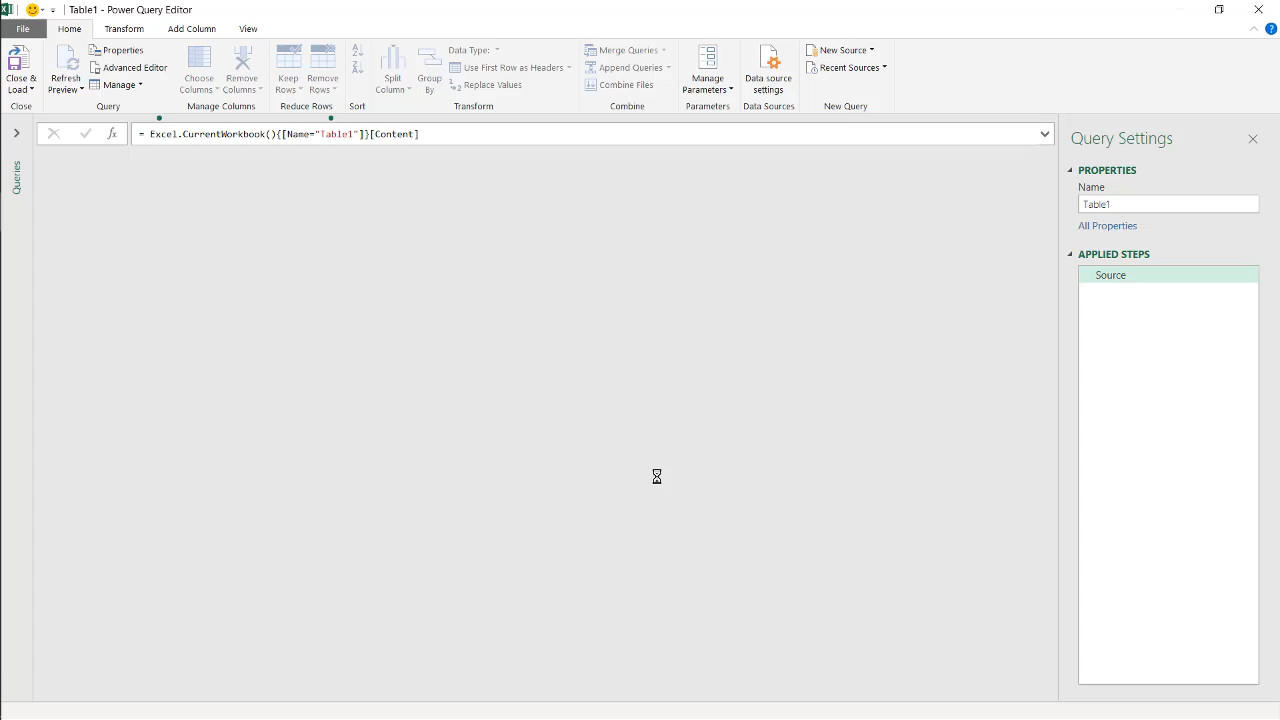 Table1 - Power Query Editor
File Home Transform Add Column View
Close & Load
Refresh Preview
Properties
Advanced Editor
Manage
Choose Columns
Remove Columns
Keep Rows
Remove Rows
Split Column
Group By
Data Type:
Use First Row as Headers
Replace Values
Merge Queries
Append Queries
Combine Files
Manage Parameters
Data source settings
New Source
Recent Sources
Close Query Manage Columns Reduce Rows Sort Transform Combine Parameters Data Sources New Query
fx = Excel.CurrentWorkbook(){[Name="Table1"]}[Content]
Queries
Query Settings
PROPERTIES
Name
Table1
All Properties
APPLIED STEPS
Source